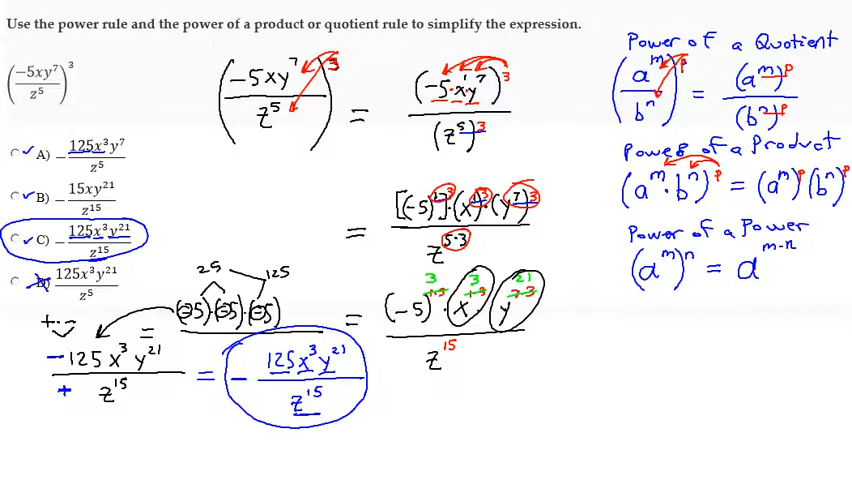 Use the power rule and the power of a product or quotient rule to simplify the expression.
(−5xy⁷ / z⁵)³
A) − 125x³y⁷ / z⁵
B) − 15xy²¹ / z¹⁵
C) − 125x³y²¹ / z¹⁵
D) 125x³y²¹ / z⁵
(−5xy⁷ / z⁵)³ = (−5·x¹y⁷)³ / (z⁵)³
= [(−5)¹]³·(x¹)³·(y⁷)³ / z⁵·³
= (−5)³ · x³ y²¹ / z¹⁵
25
125
(−5)·(−5)·(−5)
+·−
=
−125x³y²¹ / +z¹⁵ = − 125x³y²¹ / z¹⁵
Power of a Quotient
(aᵐ / bⁿ)ᵖ = (aᵐ)ᵖ / (bⁿ)ᵖ
Power of a Product
(aᵐ·bⁿ)ᵖ = (aᵐ)ᵖ(bⁿ)ᵖ
Power of a Power
(aᵐ)ⁿ = aᵐ·ⁿ